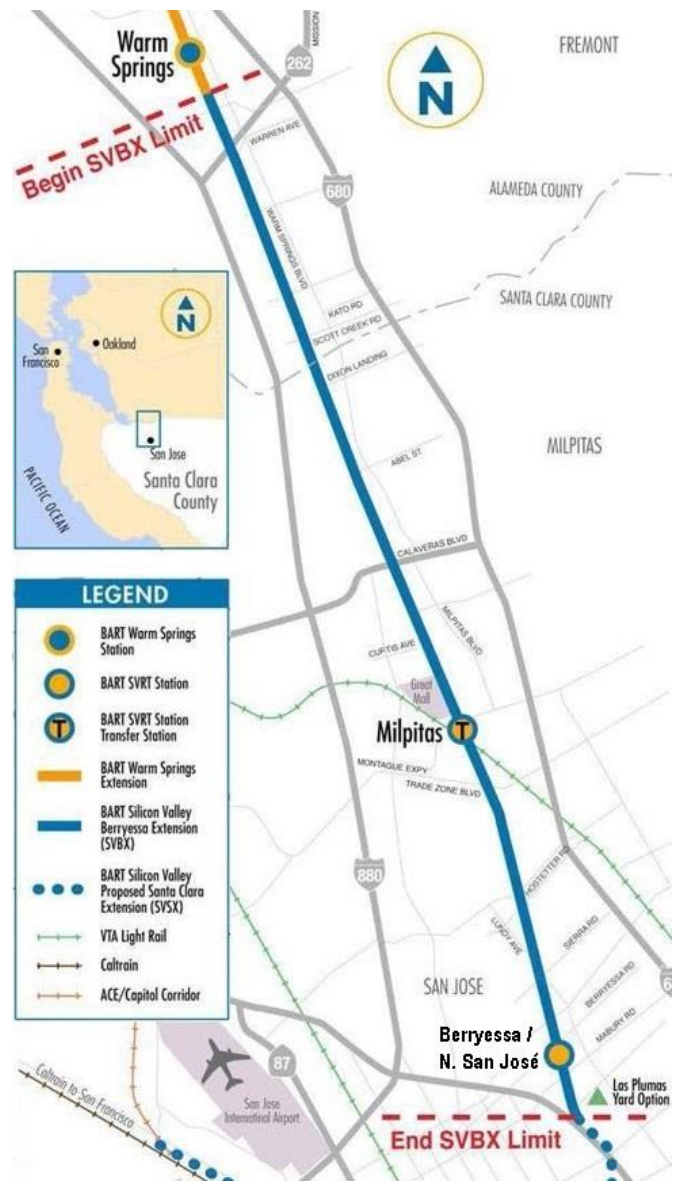 Warm
Springs
MISSION
262
FREMONT
N
Begin SVBX Limit
WARREN AVE
680
WARM SPRINGS BLVD
ALAMEDA COUNTY
SANTA CLARA COUNTY
KATO RD
SCOTT CREEK RD
DIXON LANDING
N
San
Francisco
Oakland
San Jose
Santa Clara
County
PACIFIC OCEAN
MILPITAS
ABEL ST
CALAVERAS BLVD
MILPITAS BLVD
CURTIS AVE
Great
Mall
Milpitas
T
MONTAGUE EXPY
TRADE ZONE BLVD
LEGEND
BART Warm Springs
Station
BART SVRT Station
T
BART SVRT Station
Transfer Station
BART Warm Springs
Extension
BART Silicon Valley
Berryessa Extension
(SVBX)
BART Silicon Valley
Proposed Santa Clara
Extension (SVSX)
VTA Light Rail
Caltrain
ACE/Capitol Corridor
880
HOSTETTER RD
LUNDY AVE
SIERRA RD
BERRYESSA RD
MABURY RD
SAN JOSE
Berryessa /
N. San José
87
San Jose
International Airport
Caltrain to San Francisco
Las Plumas
Yard Option
End SVBX Limit